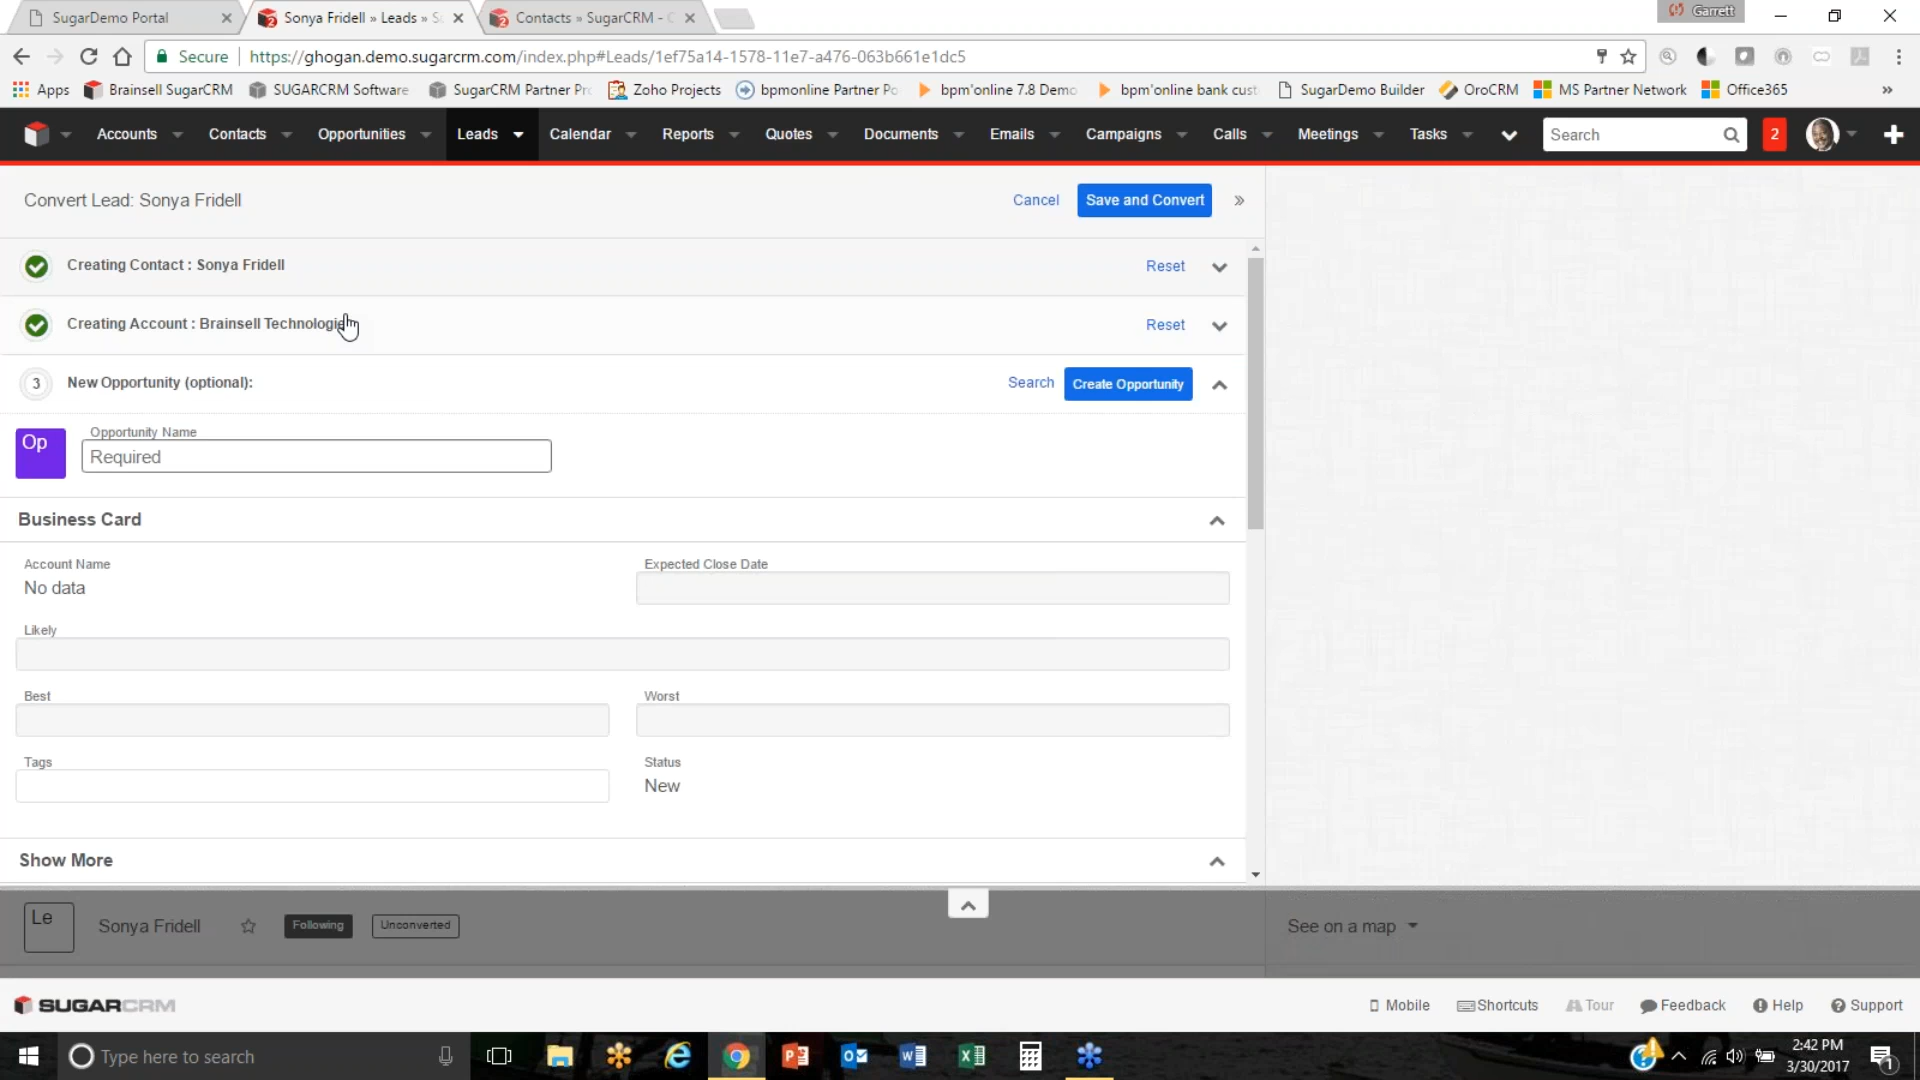 SugarDemo Portal
Sonya Fridell » Leads » S
Contacts » SugarCRM - C
Garrett
Secure
https://ghogan.demo.sugarcrm.com/index.php#Leads/1ef75a14-1578-11e7-a476-063b661e1dc5
Apps
Brainsell SugarCRM
SUGARCRM Software
SugarCRM Partner Pr
Zoho Projects
bpmonline Partner Po
bpm'online 7.8 Demo
bpm'online bank cust
SugarDemo Builder
OroCRM
MS Partner Network
Office365
»
Accounts
Contacts
Opportunities
Leads
Calendar
Reports
Quotes
Documents
Emails
Campaigns
Calls
Meetings
Tasks
Search
2
Convert Lead: Sonya Fridell
Cancel
Save and Convert
»
Creating Contact : Sonya Fridell
Reset
Creating Account : Brainsell Technologi
Reset
3
New Opportunity (optional):
Search
Create Opportunity
Op
Opportunity Name
Required
Business Card
Account Name
No data
Expected Close Date
Likely
Best
Worst
Tags
Status
New
Show More
Le
Sonya Fridell
Following
Unconverted
See on a map
SUGARCRM
Mobile
Shortcuts
Tour
Feedback
Help
Support
Type here to search
2:42 PM
3/30/2017
1